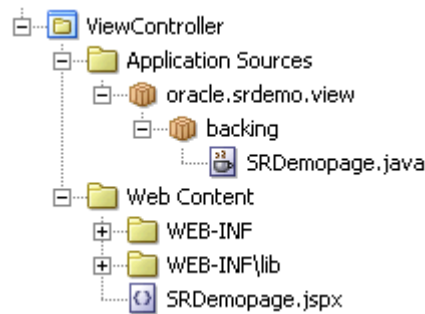 ViewController
Application Sources
oracle.srdemo.view
backing
SRDemopage.java
Web Content
WEB-INF
WEB-INF\lib
SRDemopage.jspx